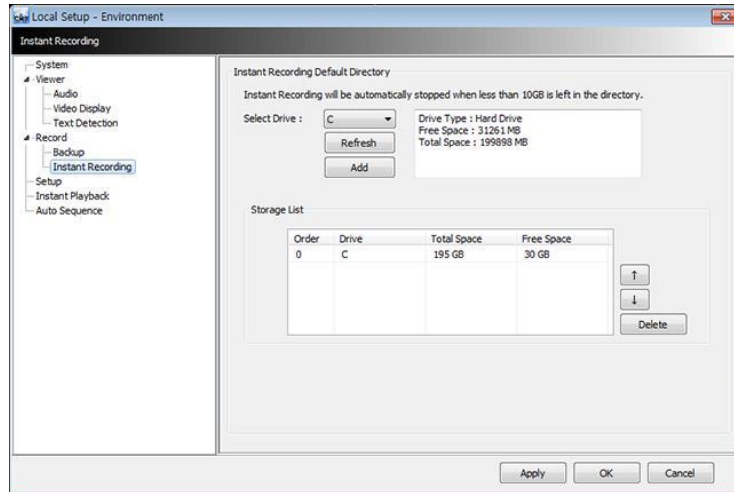 Local Setup - Environment
Instant Recording
System
Viewer
Audio
Video Display
Text Detection
Record
Backup
Instant Recording
Setup
Instant Playback
Auto Sequence
Instant Recording Default Directory
Instant Recording will be automatically stopped when less than 10GB is left in the directory.
Select Drive : C
Refresh
Add
Drive Type : Hard Drive
Free Space : 31261 MB
Total Space : 199898 MB
Storage List
Order Drive Total Space Free Space
0 C 195 GB 30 GB
↑
↓
Delete
Apply OK Cancel